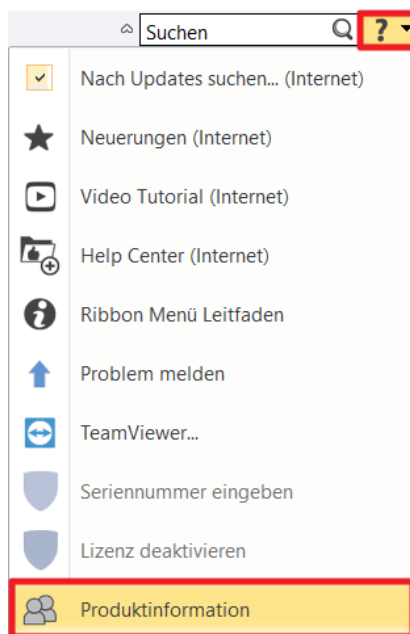 Suchen ?
Nach Updates suchen... (Internet)
Neuerungen (Internet)
Video Tutorial (Internet)
Help Center (Internet)
Ribbon Menü Leitfaden
Problem melden
TeamViewer...
Seriennummer eingeben
Lizenz deaktivieren
Produktinformation